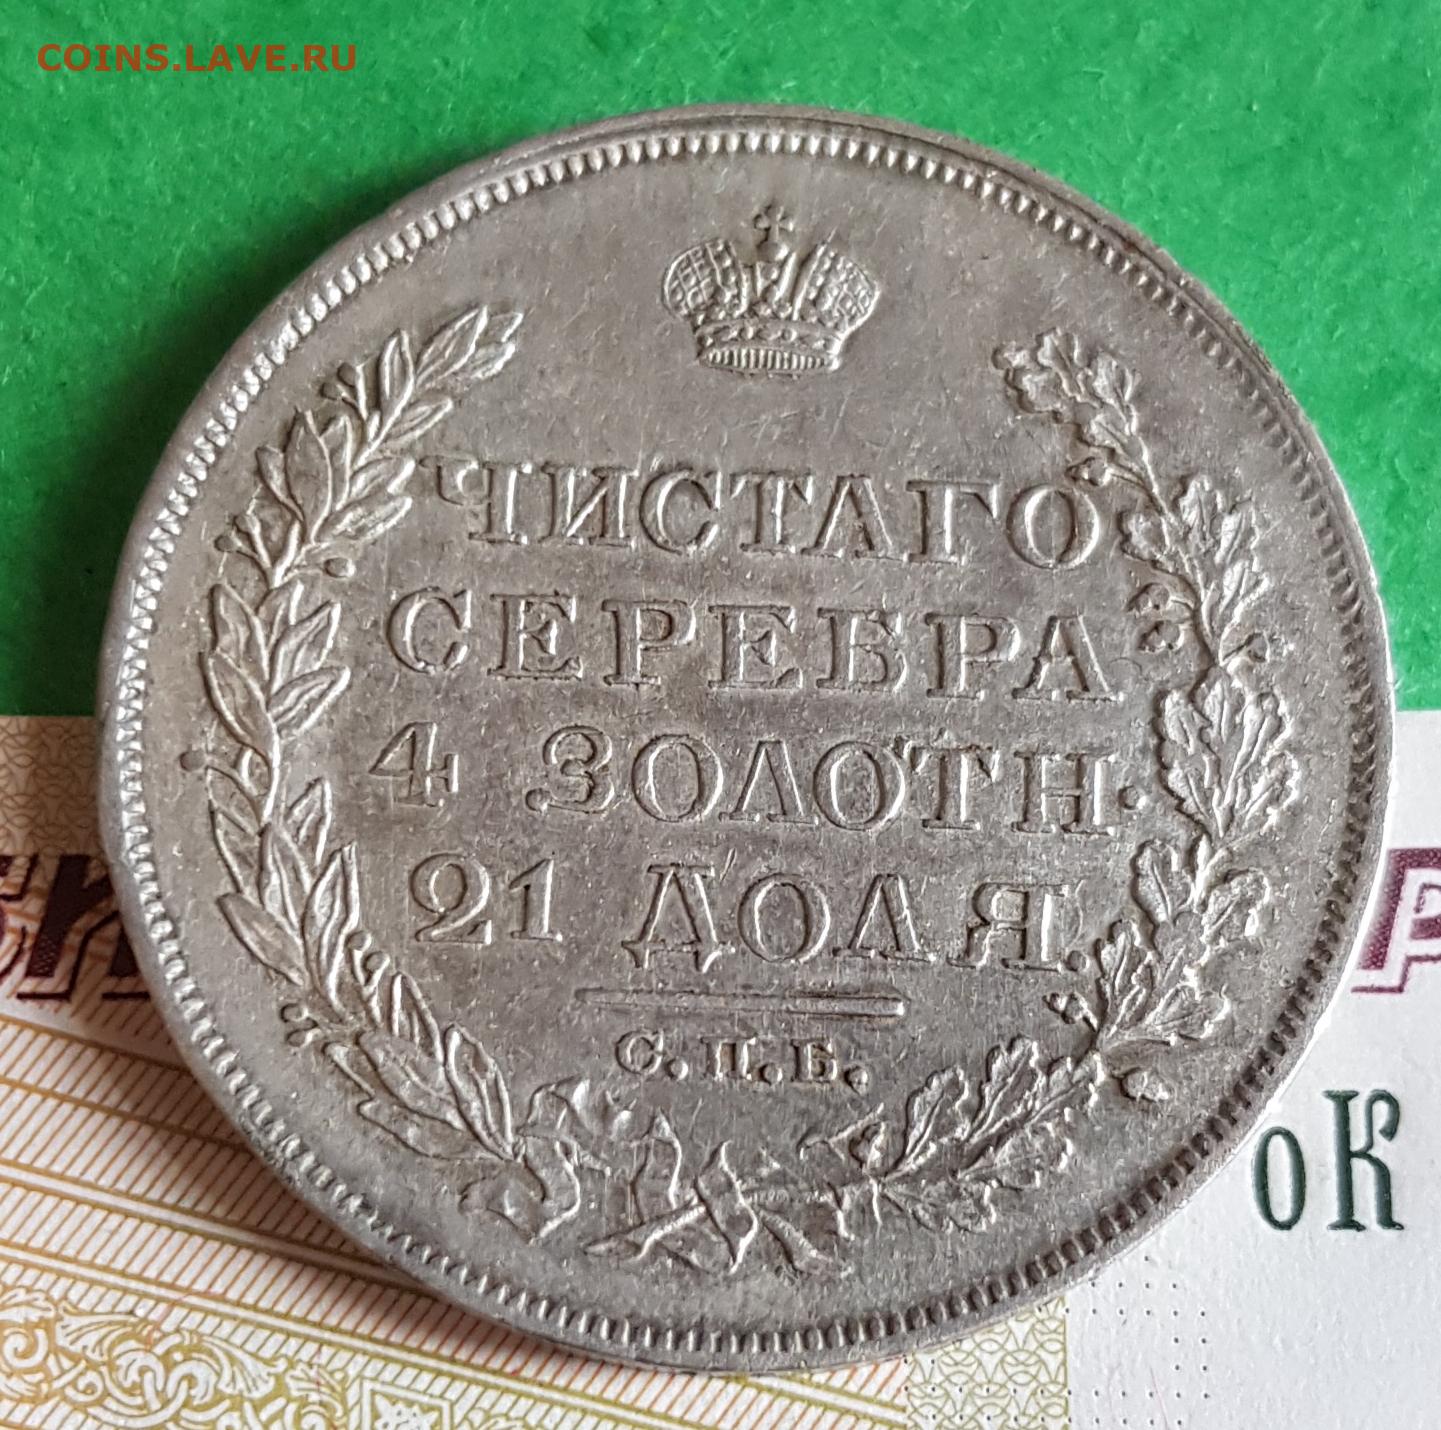 COINS.LAVE.RU
ЧИСТАГО
СЕРЕБРА
4 ЗОЛОТН.
21 ДОЛЯ.
С.П.Б.
ОК